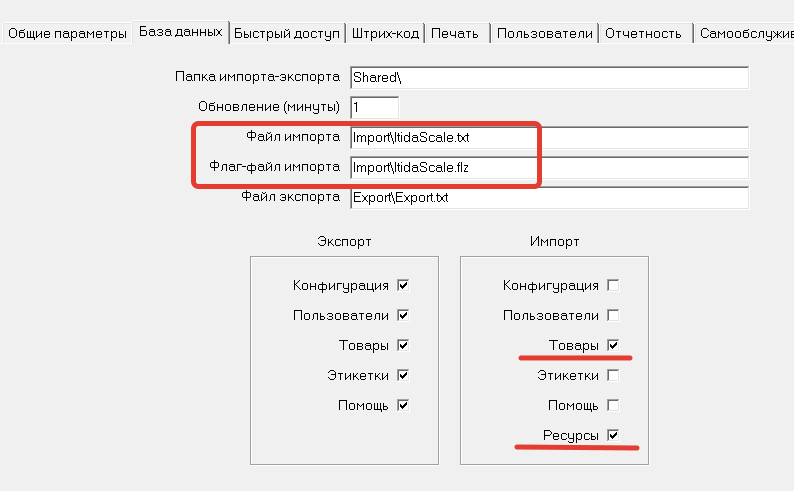 Общие параметры База данных Быстрый доступ Штрих-код Печать Пользователи Отчетность Самообслужив
Папка импорта-экспорта Shared\
Обновление (минуты) 1
Файл импорта Import\ItidaScale.txt
Флаг-файл импорта Import\ItidaScale.flz
Файл экспорта Export\Export.txt
Экспорт Импорт
Конфигурация Конфигурация
Пользователи Пользователи
Товары Товары
Этикетки Этикетки
Помощь Помощь
Ресурсы